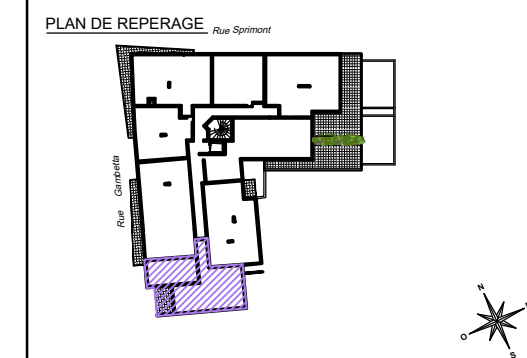 PLAN DE REPERAGE
Rue Sprimont
Rue Gambetta
N
O
S